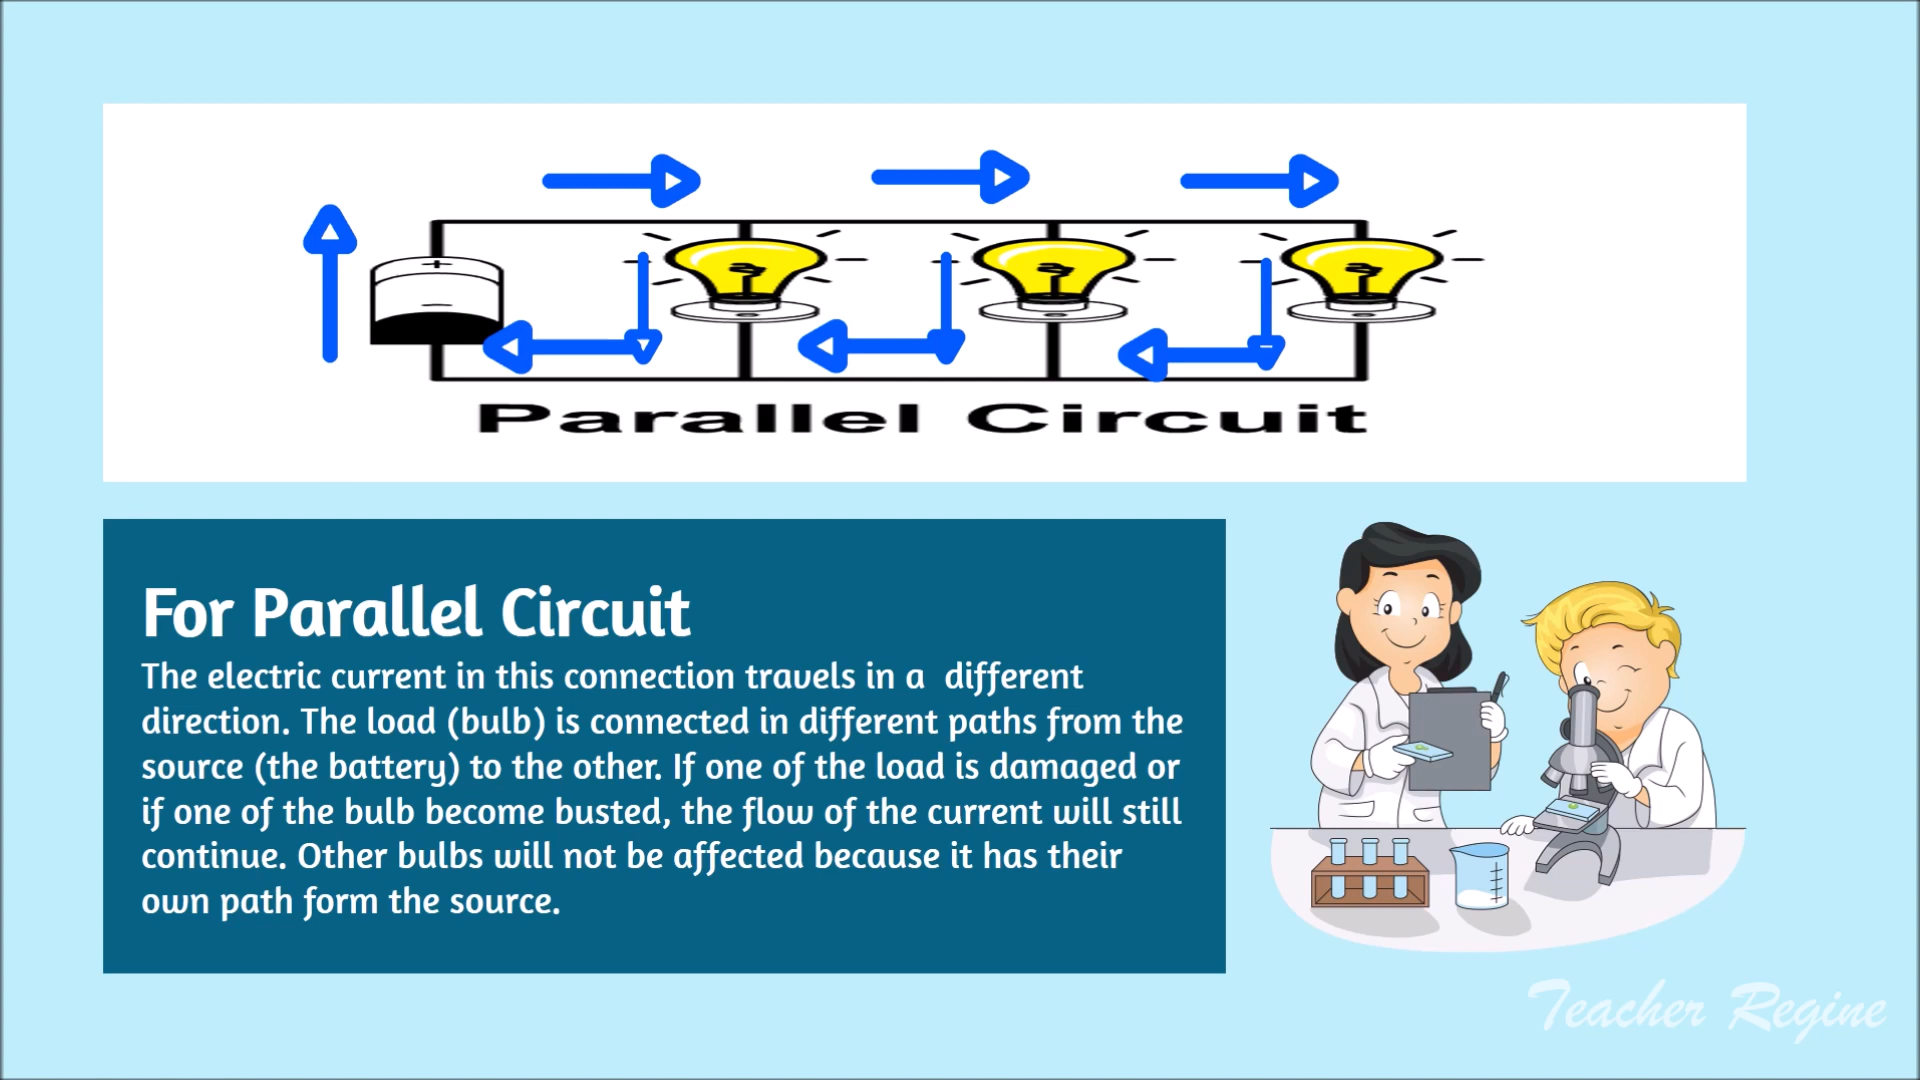 Parallel Circuit
For Parallel Circuit
The electric current in this connection travels in a  different
direction. The load (bulb) is connected in different paths from the
source (the battery) to the other. If one of the load is damaged or
if one of the bulb become busted, the flow of the current will still
continue. Other bulbs will not be affected because it has their
own path form the source.
Teacher Regine